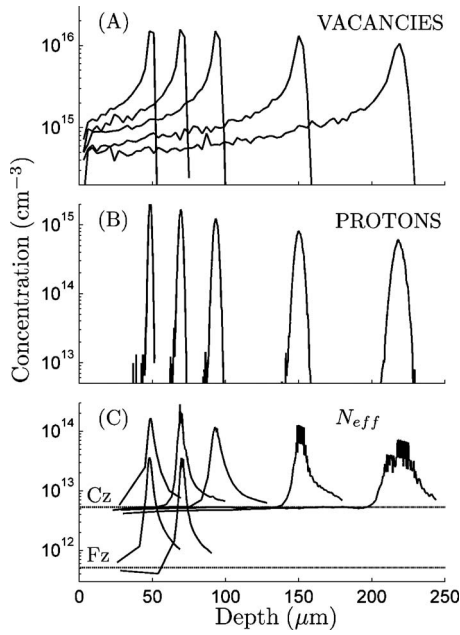 (A) VACANCIES
10^16
10^15
(B) PROTONS
10^15
10^14
10^13
Concentration (cm^−3)
(C) N_eff
10^14
10^13
10^12
Cz
Fz
0 50 100 150 200 250
Depth (μm)